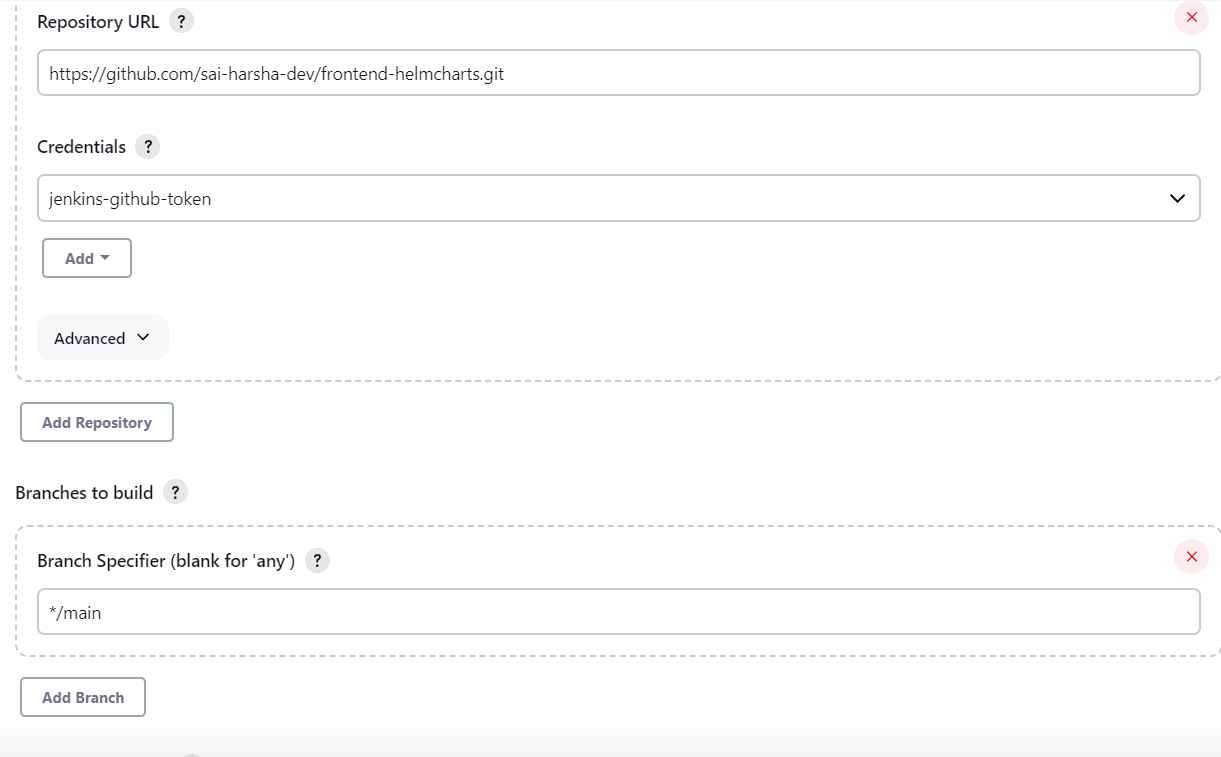 Repository URL ?
https://github.com/sai-harsha-dev/frontend-helmcharts.git
Credentials ?
jenkins-github-token
Add
Advanced
Add Repository
Branches to build ?
Branch Specifier (blank for 'any') ?
*/main
Add Branch